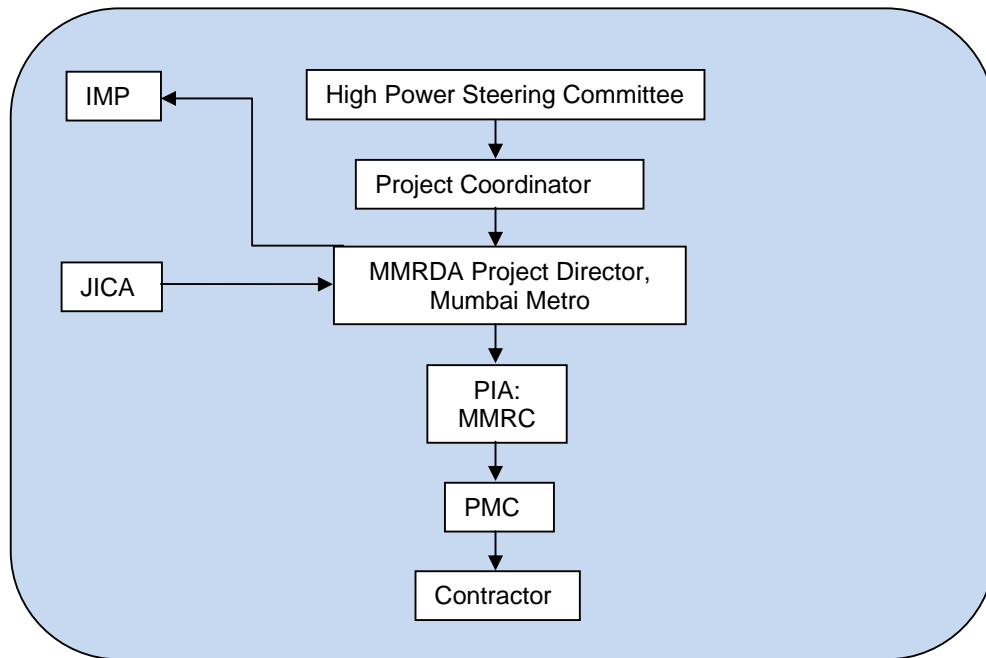 IMP
High Power Steering Committee
Project Coordinator
JICA
MMRDA Project Director,
Mumbai Metro
PIA:
MMRC
PMC
Contractor